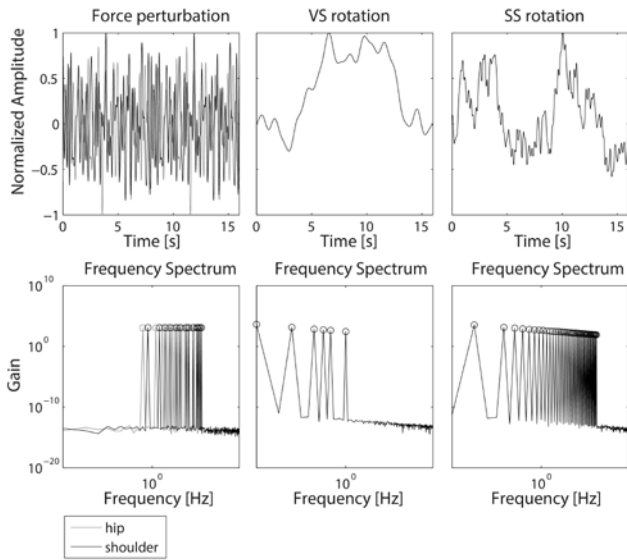 Force perturbation
VS rotation
SS rotation
Normalized Amplitude
1
0.5
0
−0.5
−1
0 5 10 15
0 5 10 15
0 5 10 15
Time [s]
Time [s]
Time [s]
Frequency Spectrum
Frequency Spectrum
Frequency Spectrum
Gain
10^10
10^0
10^−10
10^−20
10^0
10^0
10^0
Frequency [Hz]
Frequency [Hz]
Frequency [Hz]
hip
shoulder